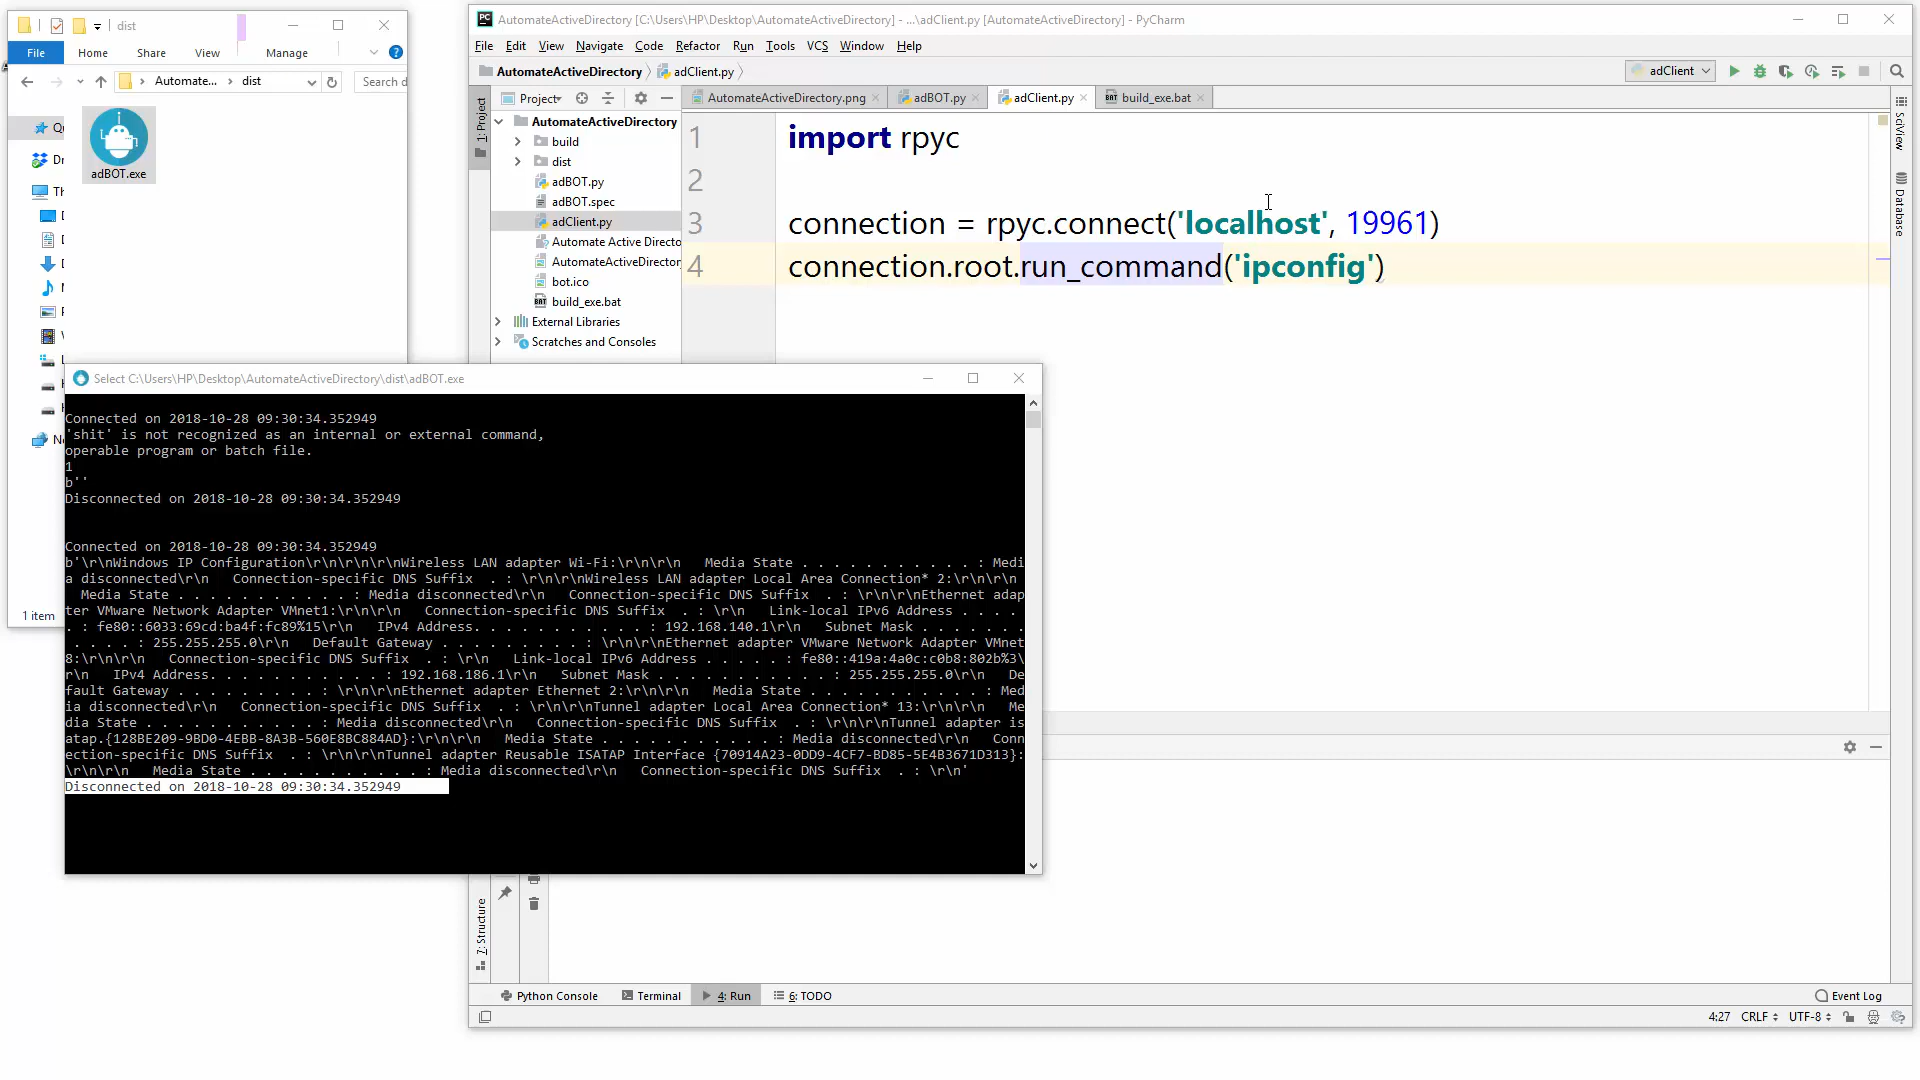 dist
File Home Share View Manage
Automate... dist Search d
adBOT.exe
1 item
AutomateActiveDirectory [C:\Users\HP\Desktop\AutomateActiveDirectory] - ...\adClient.py [AutomateActiveDirectory] - PyCharm
File Edit View Navigate Code Refactor Run Tools VCS Window Help
AutomateActiveDirectory adClient.py
adClient
Project
AutomateActiveDirectory.png adBOT.py adClient.py build_exe.bat
1: Project
AutomateActiveDirectory
build
dist
adBOT.py
adBOT.spec
adClient.py
Automate Active Directo
AutomateActiveDirector
bot.ico
build_exe.bat
External Libraries
Scratches and Consoles
1 import rpyc
2
3 connection = rpyc.connect('localhost', 19961)
4 connection.root.run_command('ipconfig')
SciView
Database
Select C:\Users\HP\Desktop\AutomateActiveDirectory\dist\adBOT.exe
Connected on 2018-10-28 09:30:34.352949
'shit' is not recognized as an internal or external command,
operable program or batch file.
1
b''
Disconnected on 2018-10-28 09:30:34.352949
Connected on 2018-10-28 09:30:34.352949
b'\r\nWindows IP Configuration\r\n\r\n\r\nWireless LAN adapter Wi-Fi:\r\n\r\n   Media State . . . . . . . . . . . : Medi
a disconnected\r\n   Connection-specific DNS Suffix  . : \r\n\r\nWireless LAN adapter Local Area Connection* 2:\r\n\r\n
  Media State . . . . . . . . . . . : Media disconnected\r\n   Connection-specific DNS Suffix  . : \r\n\r\nEthernet adap
ter VMware Network Adapter VMnet1:\r\n\r\n   Connection-specific DNS Suffix  . : \r\n   Link-local IPv6 Address . . . .
. : fe80::6033:69cd:ba4f:fc89%15\r\n   IPv4 Address. . . . . . . . . . . : 192.168.140.1\r\n   Subnet Mask . . . . . . .
. . . . : 255.255.255.0\r\n   Default Gateway . . . . . . . . . : \r\n\r\nEthernet adapter VMware Network Adapter VMnet
8:\r\n\r\n   Connection-specific DNS Suffix  . : \r\n   Link-local IPv6 Address . . . . . : fe80::419a:4a0c:c0b8:802b%3\
r\n   IPv4 Address. . . . . . . . . . . : 192.168.186.1\r\n   Subnet Mask . . . . . . . . . . . : 255.255.255.0\r\n   De
fault Gateway . . . . . . . . . : \r\n\r\nEthernet adapter Ethernet 2:\r\n\r\n   Media State . . . . . . . . . . . : Med
ia disconnected\r\n   Connection-specific DNS Suffix  . : \r\n\r\nTunnel adapter Local Area Connection* 13:\r\n\r\n   Me
dia State . . . . . . . . . . . : Media disconnected\r\n   Connection-specific DNS Suffix  . : \r\n\r\nTunnel adapter is
atap.{128BE209-9BD0-4EBB-8A3B-560E8BC884AD}:\r\n\r\n   Media State . . . . . . . . . . . : Media disconnected\r\n   Conn
ection-specific DNS Suffix  . : \r\n\r\nTunnel adapter Reusable ISATAP Interface {70914A23-0DD9-4CF7-BD85-5E4B3671D313}:
\r\n\r\n   Media State . . . . . . . . . . . : Media disconnected\r\n   Connection-specific DNS Suffix  . : \r\n'
Disconnected on 2018-10-28 09:30:34.352949
7: Structure
Python Console Terminal 4: Run 6: TODO Event Log
4:27 CRLF UTF-8